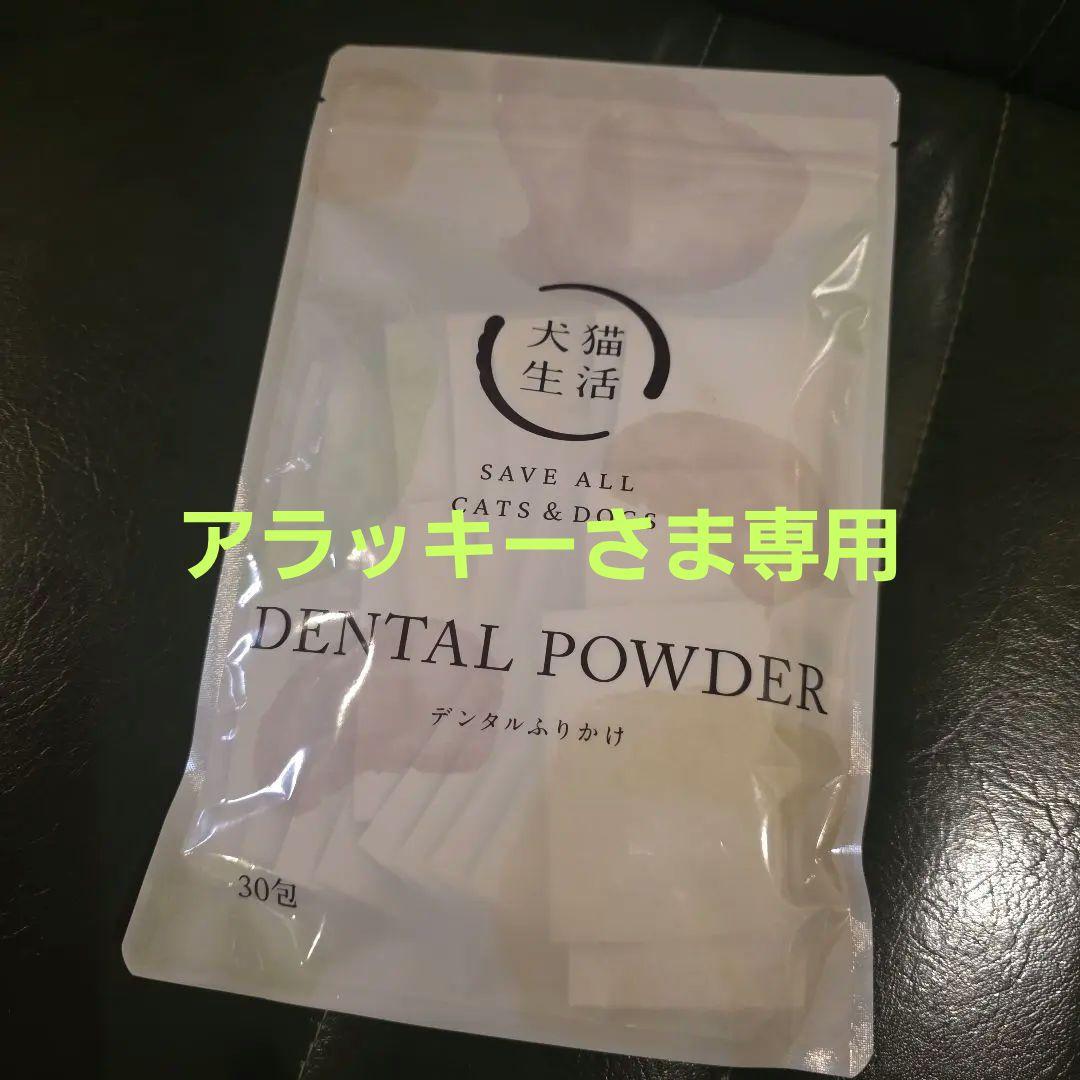 犬猫
生活
SAVE ALL
CATS & DOGS
アラッキーさま専用
DENTAL POWDER
デンタルふりかけ
30包